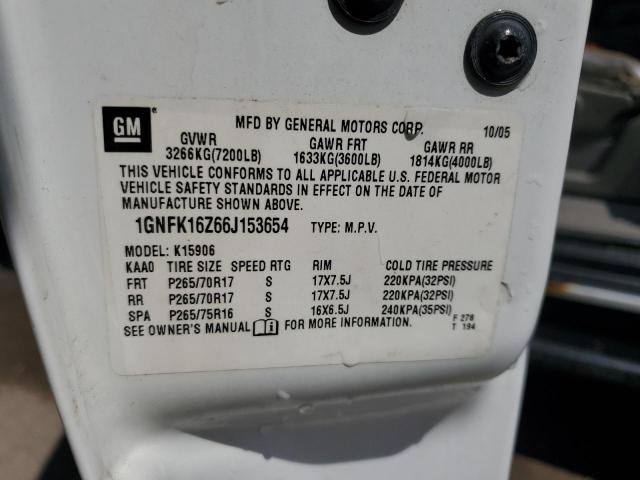 GM ®
MFD BY GENERAL MOTORS CORP. 10/05
GVWR GAWR FRT GAWR RR
3266KG(7200LB) 1633KG(3600LB) 1814KG(4000LB)
THIS VEHICLE CONFORMS TO ALL APPLICABLE U.S. FEDERAL MOTOR
VEHICLE SAFETY STANDARDS IN EFFECT ON THE DATE OF
MANUFACTURE SHOWN ABOVE.
1GNFK16Z66J153654 TYPE: M.P.V.
MODEL: K15906
KAA0 TIRE SIZE SPEED RTG RIM COLD TIRE PRESSURE
FRT P265/70R17 S 17X7.5J 220KPA(32PSI)
RR P265/70R17 S 17X7.5J 220KPA(32PSI)
SPA P265/75R16 S 16X6.5J 240KPA(35PSI)
SEE OWNER'S MANUAL FOR MORE INFORMATION. F 278
T 194